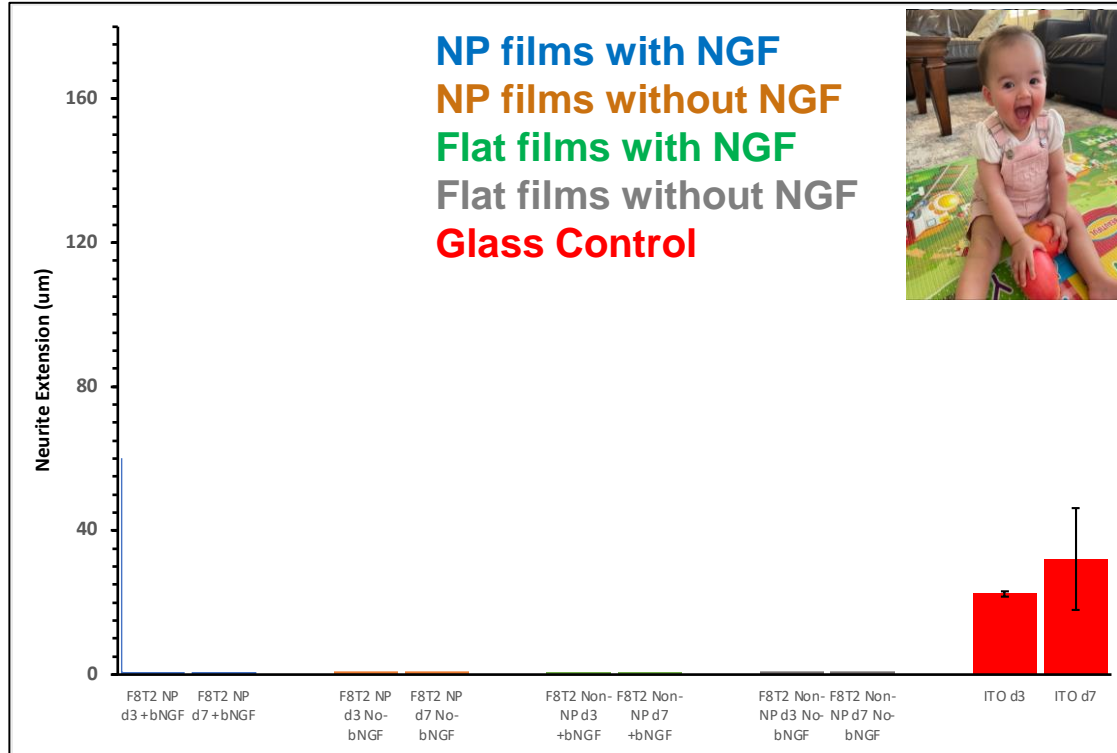 NP films with NGF
NP films without NGF
Flat films with NGF
Flat films without NGF
Glass Control
Neurite Extension (um)
160
120
80
40
0
F8T2 NP
d3 +bNGF
F8T2 NP
d7 +bNGF
F8T2 NP
d3 No-
bNGF
F8T2 NP
d7 No-
bNGF
F8T2 Non-
NP d3
+bNGF
F8T2 Non-
NP d7
+bNGF
F8T2 Non-
NP d3 No-
bNGF
F8T2 Non-
NP d7 No-
bNGF
ITO d3
ITO d7